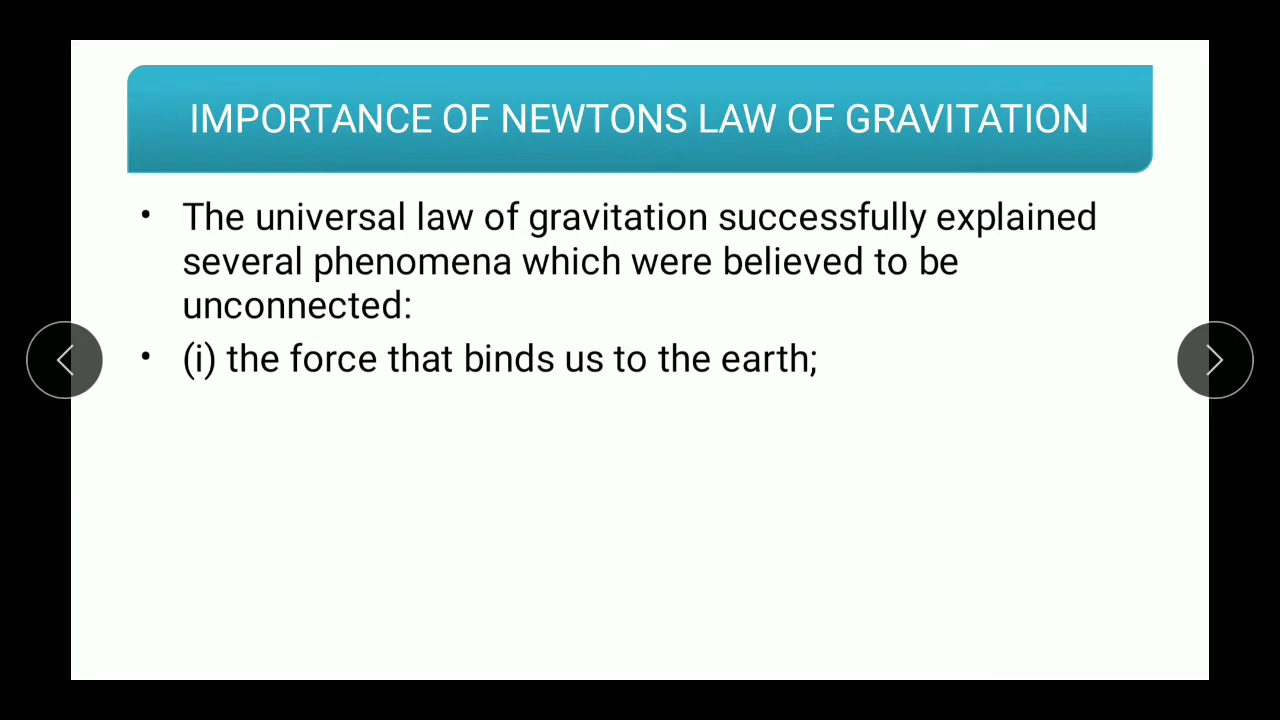 IMPORTANCE OF NEWTONS LAW OF GRAVITATION
• The universal law of gravitation successfully explained
several phenomena which were believed to be
unconnected:
• (i) the force that binds us to the earth;